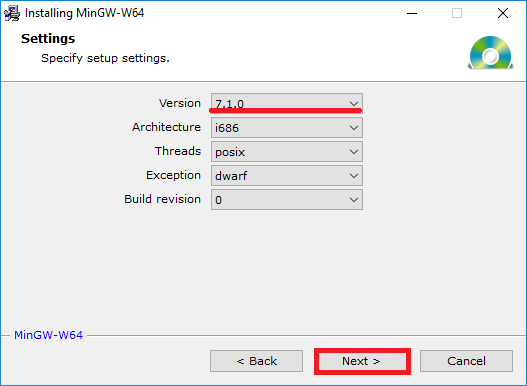 Installing MinGW-W64
Settings
Specify setup settings.
Version 7.1.0
Architecture i686
Threads posix
Exception dwarf
Build revision 0
MinGW-W64
< Back Next > Cancel